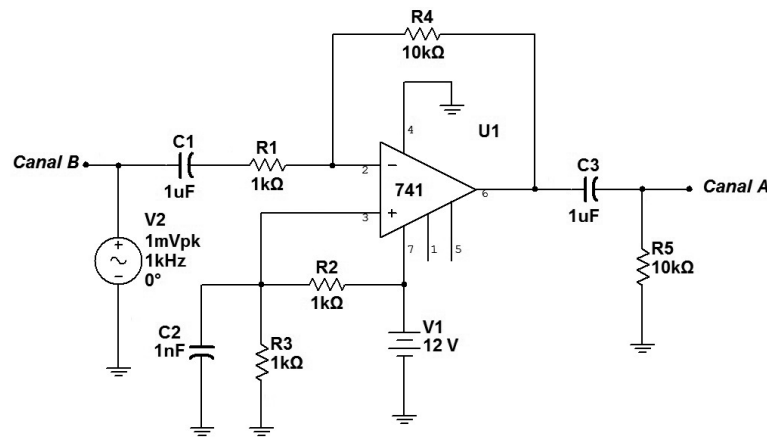 R4
10kΩ
4
U1
C1
R1
Canal B
2
−
1uF
1kΩ
741
6
C3
Canal A
1uF
3
+
V2
1mVpk
1kHz
0°
+
−
7
1
5
R5
10kΩ
R2
1kΩ
C2
1nF
R3
1kΩ
V1
12 V